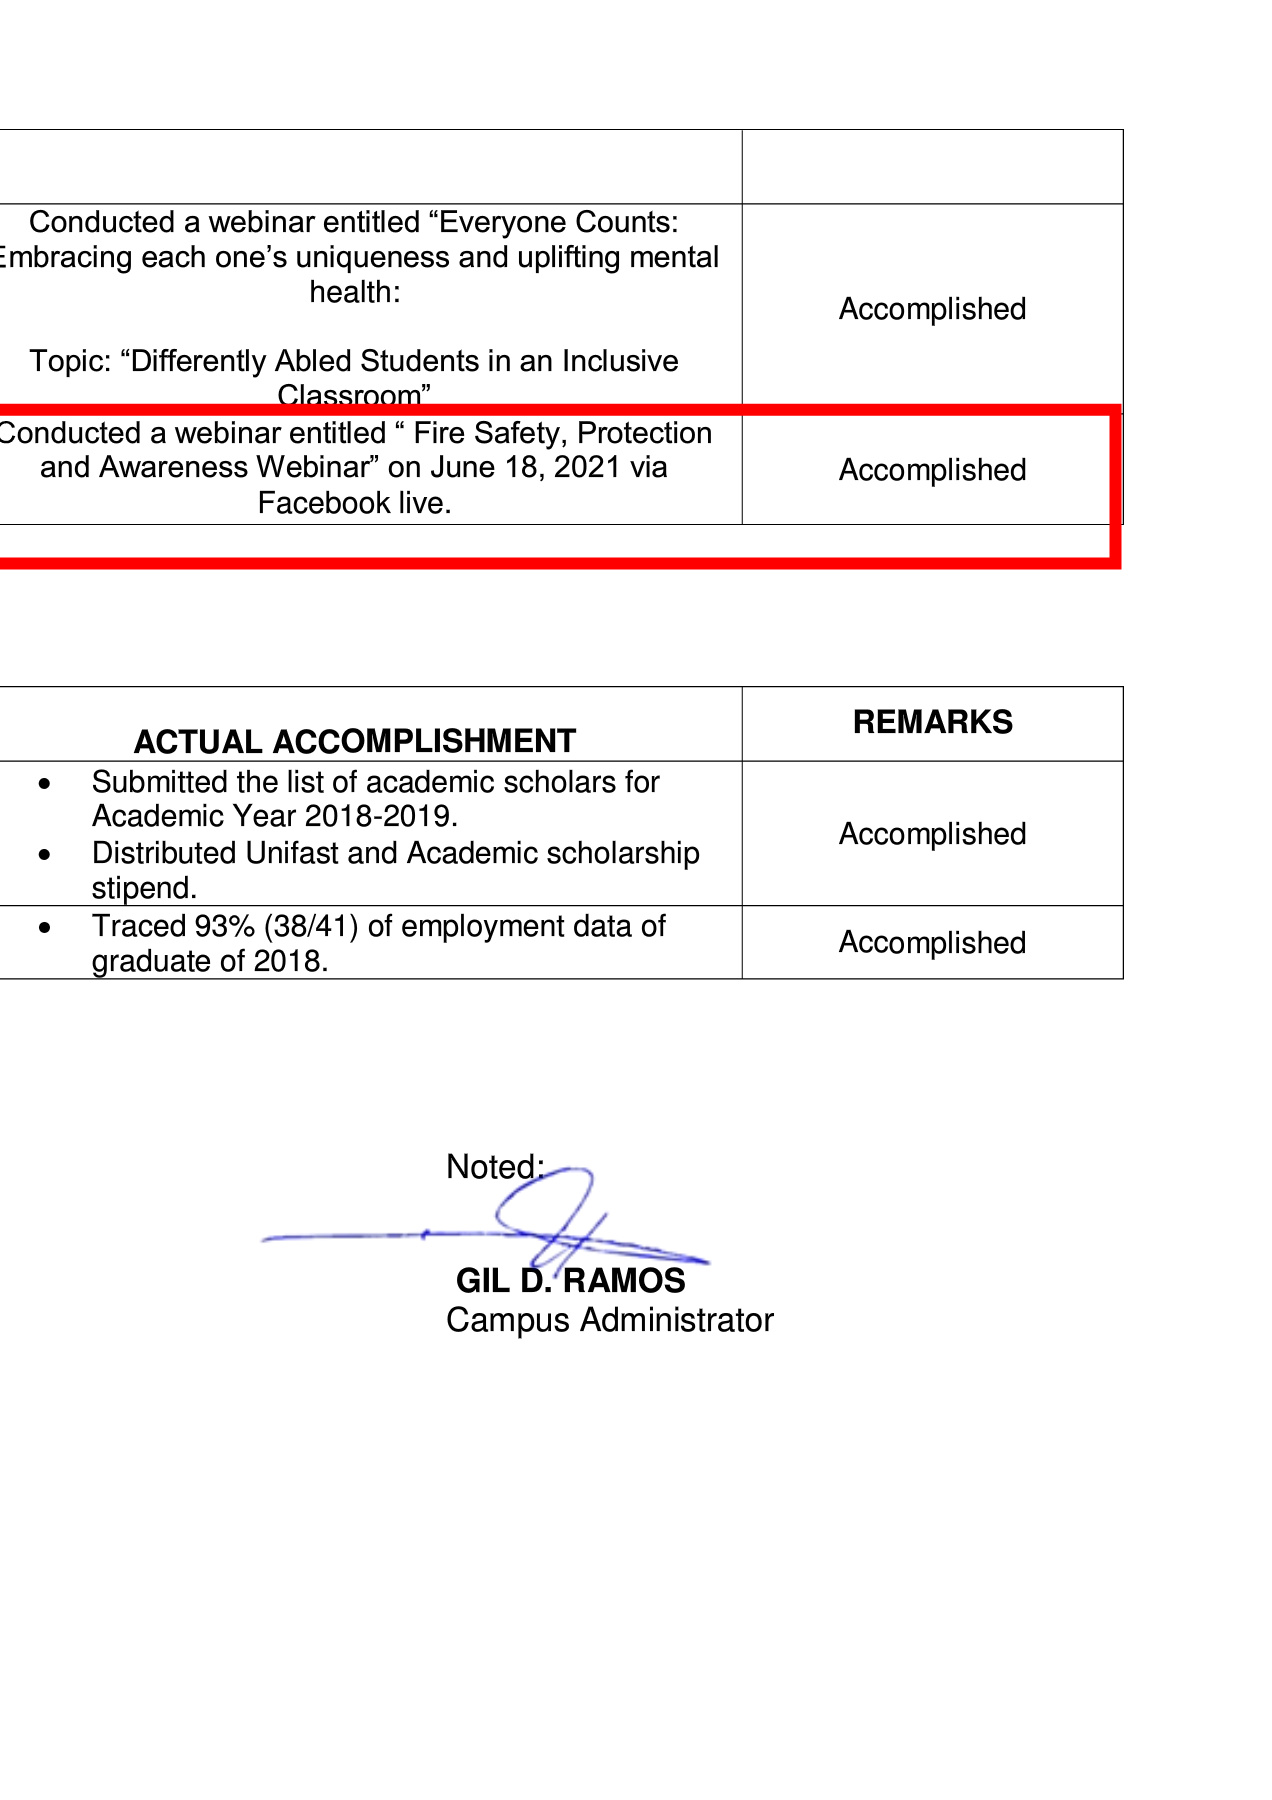 Conducted a webinar entitled “Everyone Counts:
Embracing each one’s uniqueness and uplifting mental
health:
Accomplished
Topic: “Differently Abled Students in an Inclusive
Classroom”
Conducted a webinar entitled “ Fire Safety, Protection
and Awareness Webinar” on June 18, 2021 via
Facebook live.
Accomplished
ACTUAL ACCOMPLISHMENT
REMARKS
• Submitted the list of academic scholars for
Academic Year 2018-2019.
• Distributed Unifast and Academic scholarship
stipend.
Accomplished
• Traced 93% (38/41) of employment data of
graduate of 2018.
Accomplished
Noted:
GIL D. RAMOS
Campus Administrator